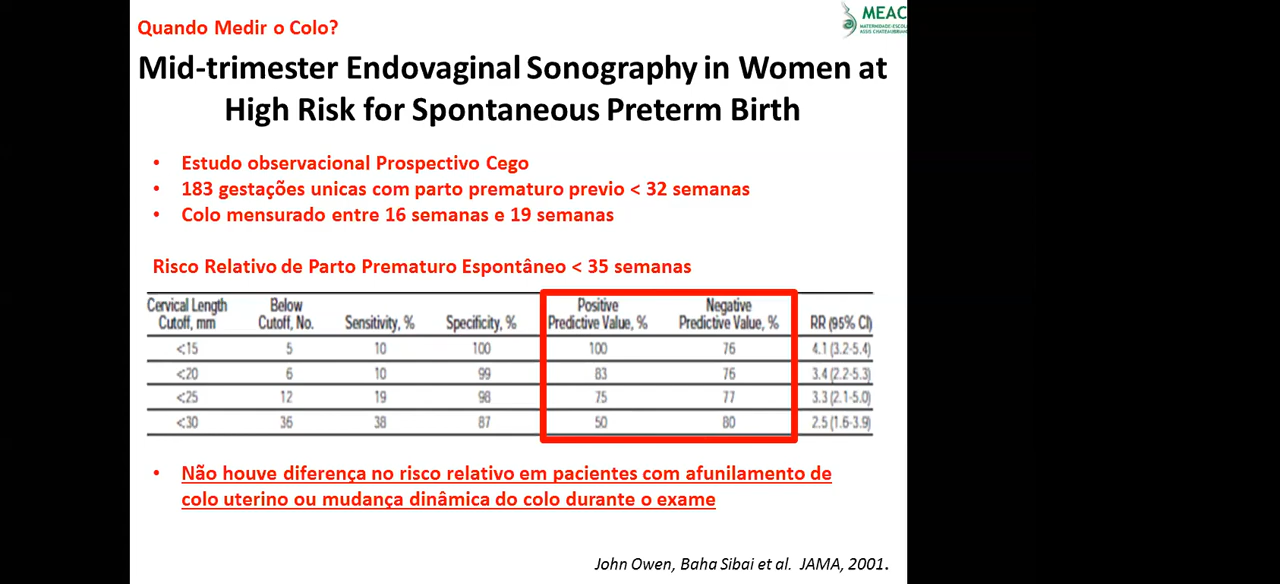 Quando Medir o Colo?
MEAC
MATERNIDADE-ESCOLA
ASSIS CHATEAUBRIAND
Mid-trimester Endovaginal Sonography in Women at
High Risk for Spontaneous Preterm Birth
• Estudo observacional Prospectivo Cego
• 183 gestações unicas com parto prematuro previo < 32 semanas
• Colo mensurado entre 16 semanas e 19 semanas
Risco Relativo de Parto Prematuro Espontâneo < 35 semanas
Cervical Length Below Positive Negative
Cutoff, mm Cutoff, No. Sensitivity, % Specificity, % Predictive Value, % Predictive Value, % RR (95% CI)
<15 5 10 100 100 76 4.1 (3.2-5.4)
<20 6 10 99 83 76 3.4 (2.2-5.3)
<25 12 19 98 75 77 3.3 (2.1-5.0)
<30 36 38 87 50 80 2.5 (1.6-3.9)
• Não houve diferença no risco relativo em pacientes com afunilamento de
colo uterino ou mudança dinâmica do colo durante o exame
John Owen, Baha Sibai et al. JAMA, 2001.